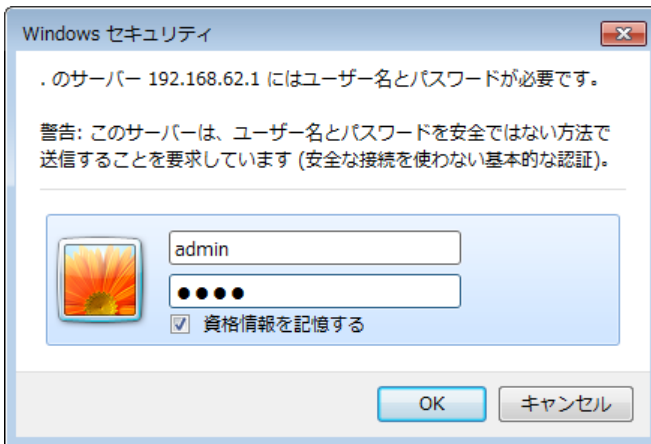 Windows セキュリティ
. のサーバー 192.168.62.1 にはユーザー名とパスワードが必要です。
警告: このサーバーは、ユーザー名とパスワードを安全ではない方法で
送信することを要求しています (安全な接続を使わない基本的な認証)。
admin
●●●●
資格情報を記憶する
OK
キャンセル